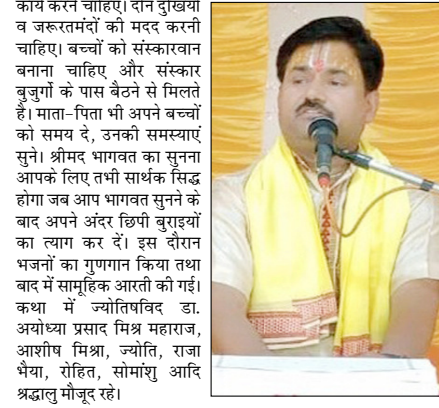 कार्य करने चाहिए। दीन दुखियों
व जरूरतमंदों की मदद करनी
चाहिए। बच्चों को संस्कारवान
बनाना चाहिए और संस्कार
बुजुर्गो के पास बैठने से मिलते
है। माता-पिता भी अपने बच्चों
को समय दे, उनकी समस्याएं
सुने। श्रीमद भागवत का सुनना
आपके लिए तभी सार्थक सिद्ध
होगा जब आप भागवत सुनने के
बाद अपने अंदर छिपी बुराइयों
का त्याग कर दें। इस दौरान
भजनों का गुणगान किया तथा
बाद में सामूहिक आरती की गई।
कथा में ज्योतिषविद डा.
अयोध्या प्रसाद मिश्र महाराज,
आशीष मिश्रा, ज्योति, राजा
भैया, रोहित, सोमांशु आदि
श्रद्धालु मौजूद रहे।